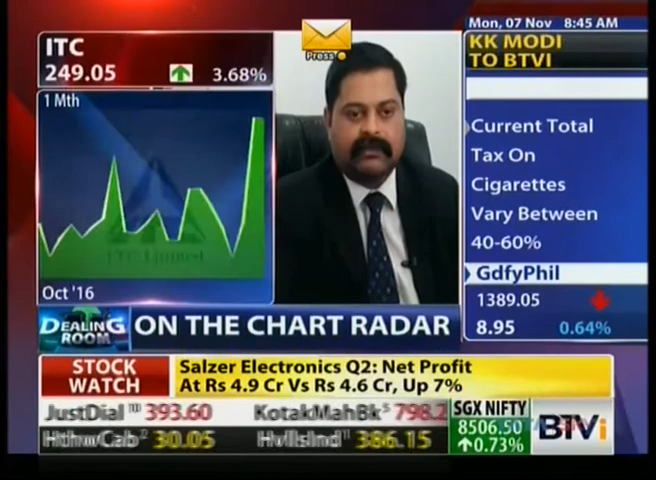 Mon, 07 Nov 8:45 AM
ITC
249.05 3.68%
1 Mth
ITC Limited
Oct '16
Press
KK MODI
TO BTVI
Current Total
Tax On
Cigarettes
Vary Between
40-60%
GdfyPhil
1389.05
8.95 0.64%
DEALING
ROOM
ON THE CHART RADAR
STOCK
WATCH
Salzer Electronics Q2: Net Profit
At Rs 4.9 Cr Vs Rs 4.6 Cr, Up 7%
JustDial 393.60 KotakMahBk 798.2
HthwCab 30.05 HvllsInd 386.15
SGX NIFTY
8506.50
0.73%
BTVi